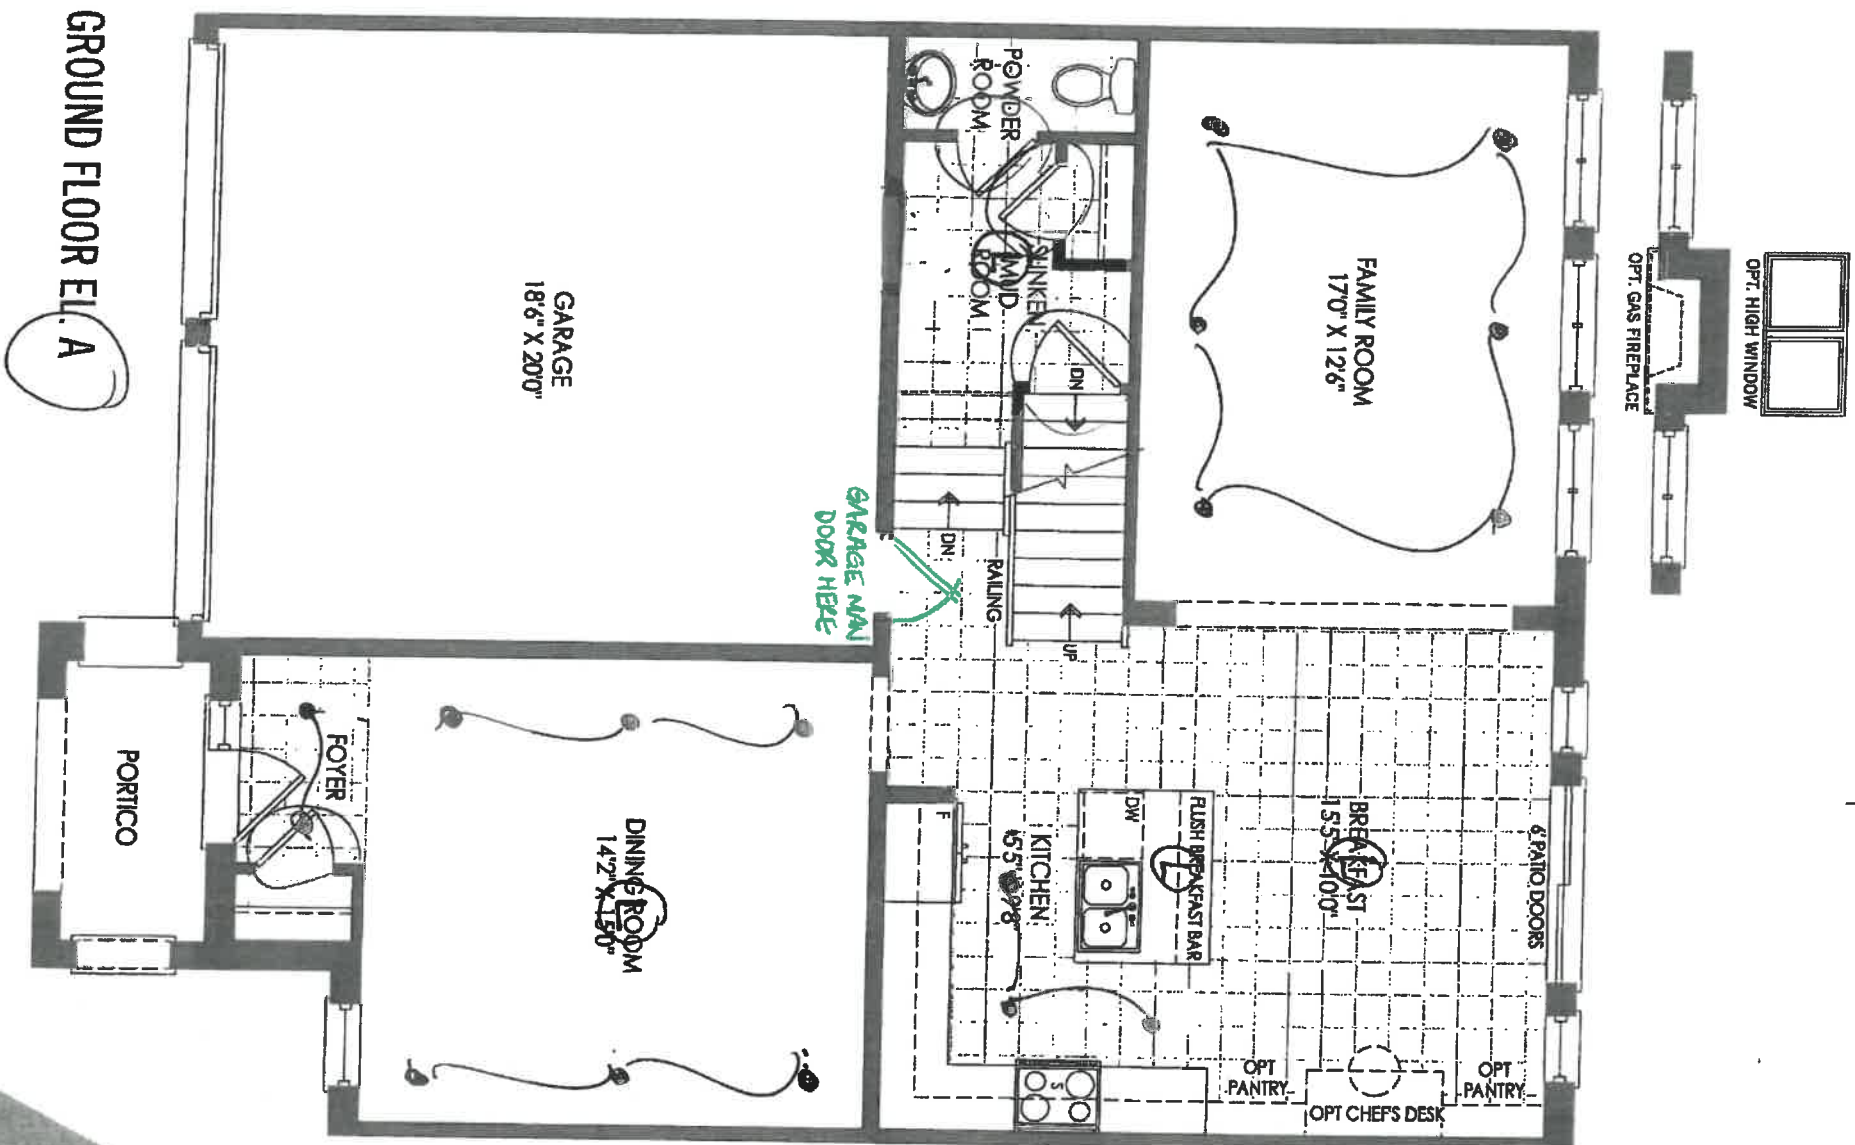 OPT. HIGH WINDOW
OPT. GAS FIREPLACE
FAMILY ROOM
17'0" X 12'6"
6' PATIO DOORS
BREAKFAST
15'5" X 10'0"
OPT
PANTRY
OPT CHEF'S DESK
OPT
PANTRY
FLUSH BREAKFAST BAR
DW
KITCHEN
F
S
UP
DN
RAILING
DN
SUNKEN
MUD
ROOM
POWDER
ROOM
GARAGE MAN
DOOR HERE
GARAGE
18'6" X 20'0"
DINING ROOM
14'2" X 15'0"
FOYER
PORTICO
GROUND FLOOR EL. A